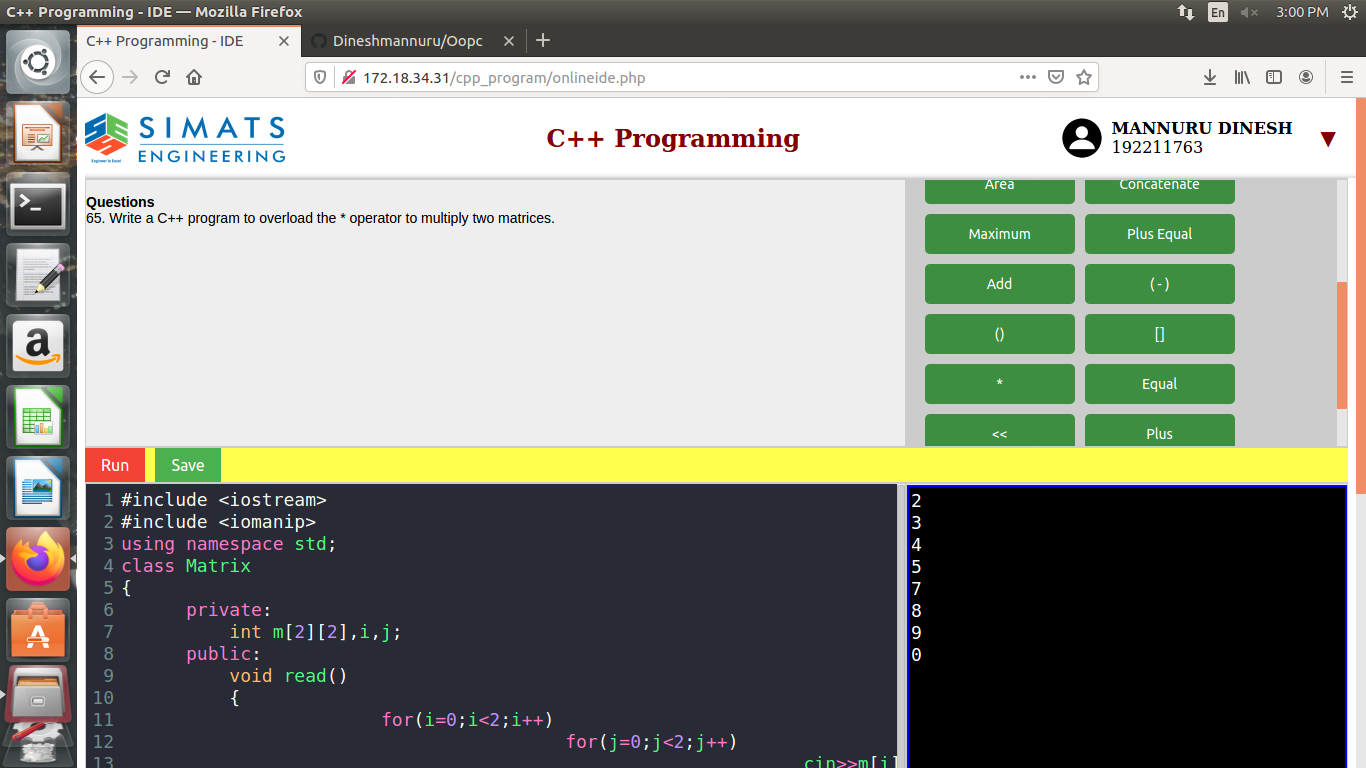 C++ Programming - IDE — Mozilla Firefox
En
3:00 PM
C++ Programming - IDE
Dineshmannuru/Oopc
172.18.34.31/cpp_program/onlineide.php
SIMATS
ENGINEERING
Engineer to Excel
C++ Programming
MANNURU DINESH
192211763
Questions
65. Write a C++ program to overload the * operator to multiply two matrices.
Area
Concatenate
Maximum
Plus Equal
Add
( - )
()
[]
*
Equal
<<
Plus
Run
Save
1 #include <iostream>
2 #include <iomanip>
3 using namespace std;
4 class Matrix
5 {
6 private:
7 int m[2][2],i,j;
8 public:
9 void read()
10 {
11 for(i=0;i<2;i++)
12 for(j=0;j<2;j++)
13 cin>>m[i]
2
3
4
5
7
8
9
0